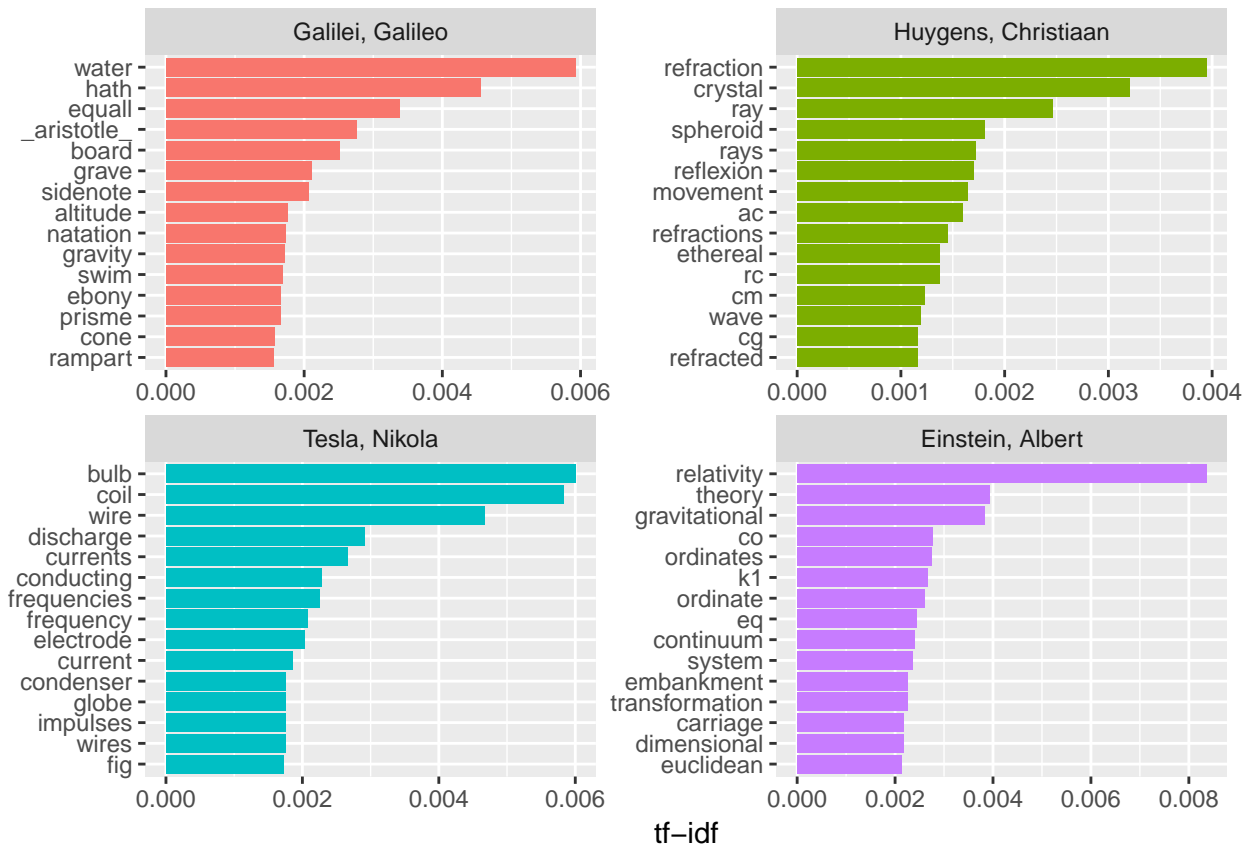 Galilei, Galileo
water
hath
equall
_aristotle_
board
grave
sidenote
altitude
natation
gravity
swim
ebony
prisme
cone
rampart
0.000 0.002 0.004 0.006
Huygens, Christiaan
refraction
crystal
ray
spheroid
rays
reflexion
movement
ac
refractions
ethereal
rc
cm
wave
cg
refracted
0.000 0.001 0.002 0.003 0.004
Tesla, Nikola
bulb
coil
wire
discharge
currents
conducting
frequencies
frequency
electrode
current
condenser
globe
impulses
wires
fig
0.000 0.002 0.004 0.006
Einstein, Albert
relativity
theory
gravitational
co
ordinates
k1
ordinate
eq
continuum
system
embankment
transformation
carriage
dimensional
euclidean
0.000 0.002 0.004 0.006 0.008
tf−idf